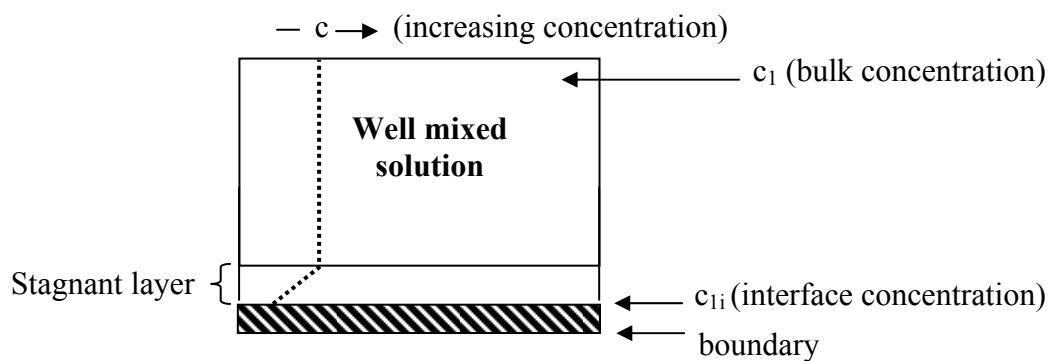 – c → (increasing concentration)
c₁ (bulk concentration)
Well mixed
solution
Stagnant layer
c₁ᵢ (interface concentration)
boundary